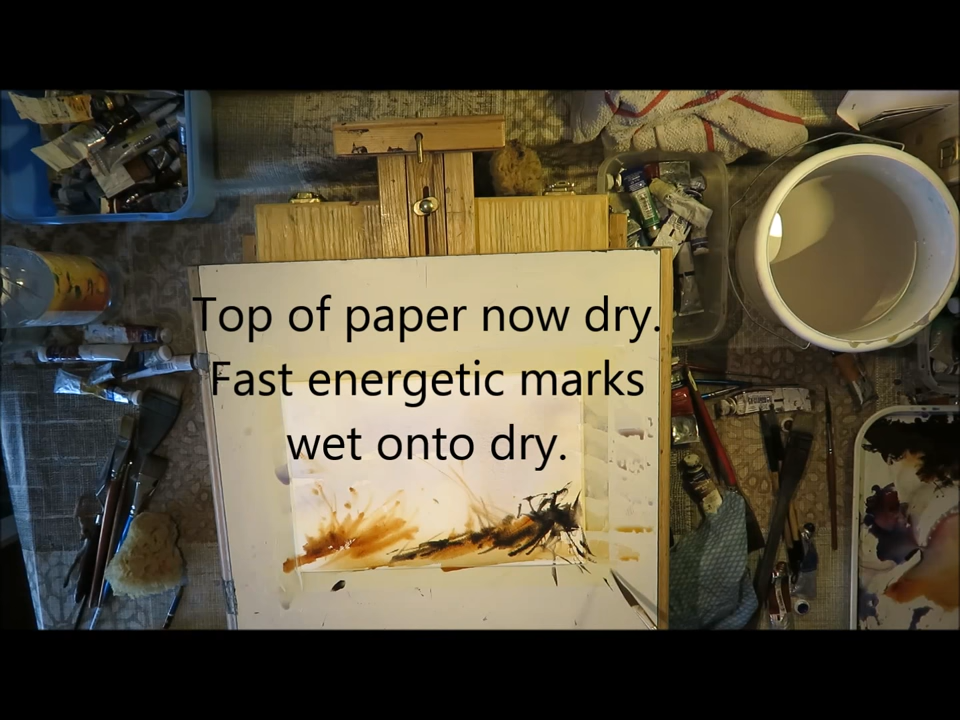 Top of paper now dry.
Fast energetic marks
wet onto dry.